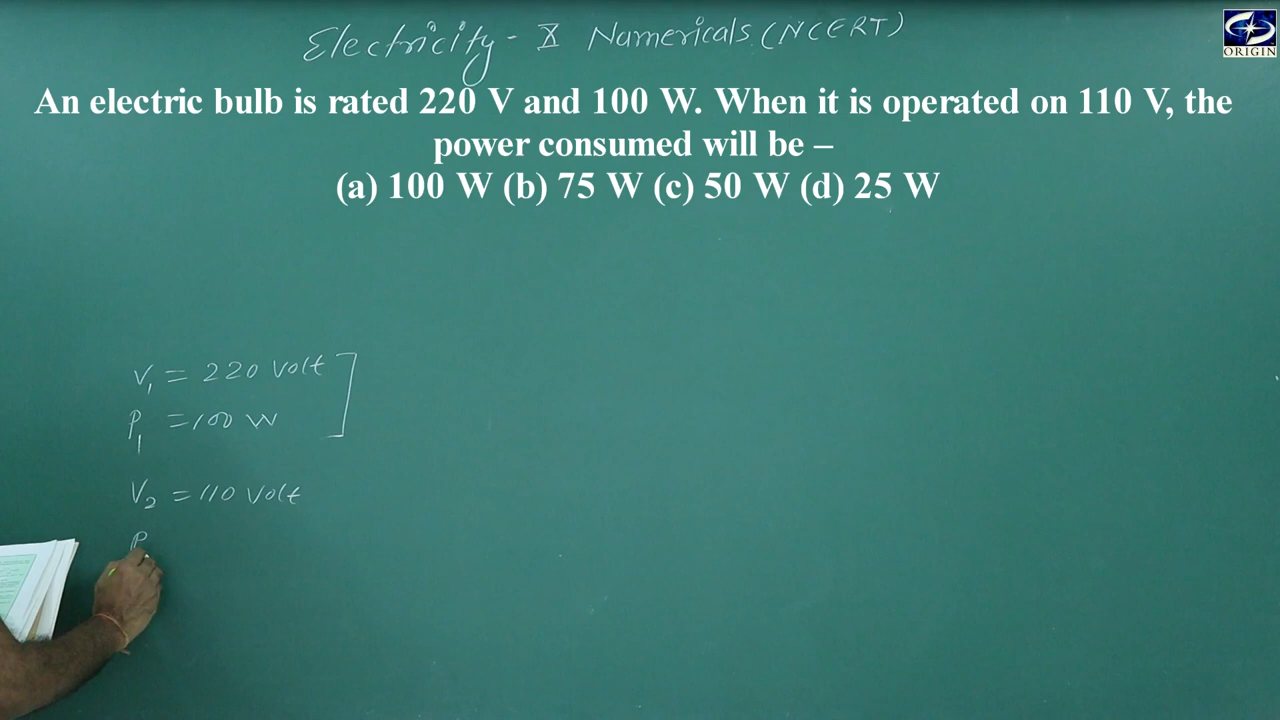 Electricity - X Numericals (NCERT)
ORIGIN
An electric bulb is rated 220 V and 100 W. When it is operated on 110 V, the
power consumed will be –
(a) 100 W (b) 75 W (c) 50 W (d) 25 W
V₁ = 220 volt
P₁ = 100 W
V₂ = 110 volt
P